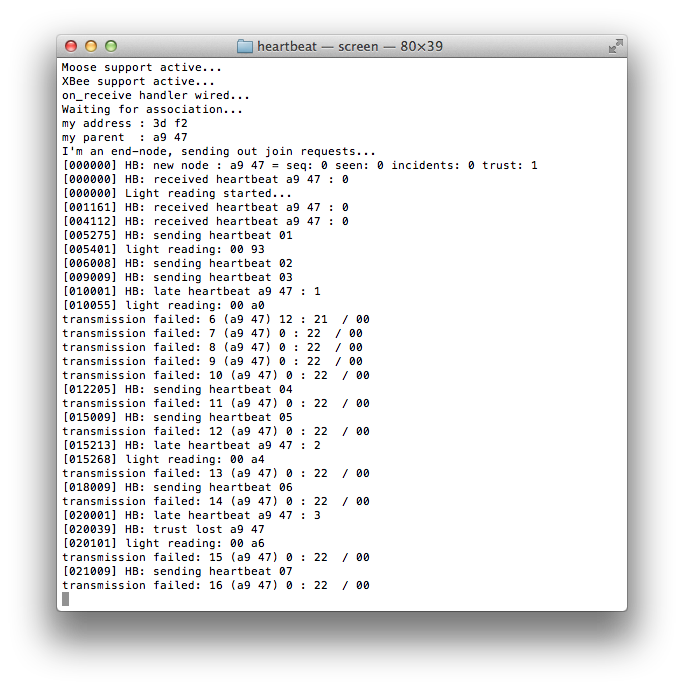 heartbeat — screen — 80×39
Moose support active...
XBee support active...
on_receive handler wired...
Waiting for association...
my address : 3d f2
my parent  : a9 47
I'm an end-node, sending out join requests...
[000000] HB: new node : a9 47 = seq: 0 seen: 0 incidents: 0 trust: 1
[000000] HB: received heartbeat a9 47 : 0
[000000] Light reading started...
[001161] HB: received heartbeat a9 47 : 0
[004112] HB: received heartbeat a9 47 : 0
[005275] HB: sending heartbeat 01
[005401] light reading: 00 93
[006008] HB: sending heartbeat 02
[009009] HB: sending heartbeat 03
[010001] HB: late heartbeat a9 47 : 1
[010055] light reading: 00 a0
transmission failed: 6 (a9 47) 12 : 21  / 00
transmission failed: 7 (a9 47) 0 : 22  / 00
transmission failed: 8 (a9 47) 0 : 22  / 00
transmission failed: 9 (a9 47) 0 : 22  / 00
transmission failed: 10 (a9 47) 0 : 22  / 00
[012205] HB: sending heartbeat 04
transmission failed: 11 (a9 47) 0 : 22  / 00
[015009] HB: sending heartbeat 05
transmission failed: 12 (a9 47) 0 : 22  / 00
[015213] HB: late heartbeat a9 47 : 2
[015268] light reading: 00 a4
transmission failed: 13 (a9 47) 0 : 22  / 00
[018009] HB: sending heartbeat 06
transmission failed: 14 (a9 47) 0 : 22  / 00
[020001] HB: late heartbeat a9 47 : 3
[020039] HB: trust lost a9 47
[020101] light reading: 00 a6
transmission failed: 15 (a9 47) 0 : 22  / 00
[021009] HB: sending heartbeat 07
transmission failed: 16 (a9 47) 0 : 22  / 00